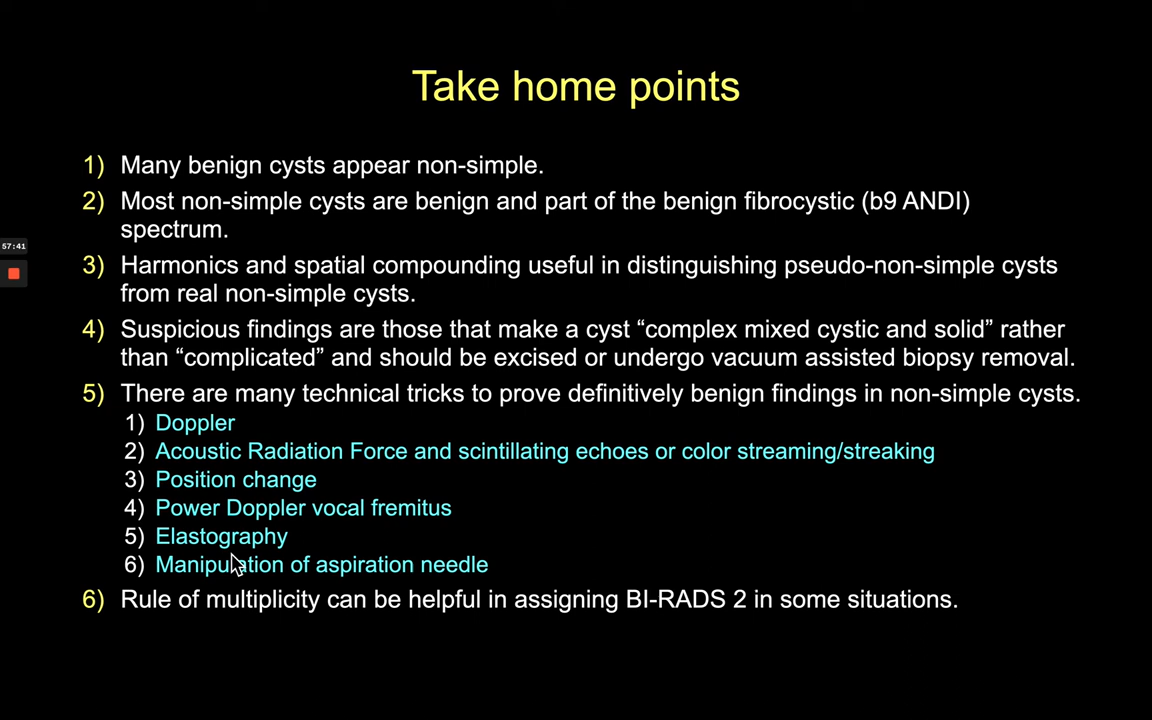 Take home points
1) Many benign cysts appear non-simple.
2) Most non-simple cysts are benign and part of the benign fibrocystic (b9 ANDI)
spectrum.
57:41
3) Harmonics and spatial compounding useful in distinguishing pseudo-non-simple cysts
from real non-simple cysts.
4) Suspicious findings are those that make a cyst “complex mixed cystic and solid” rather
than “complicated” and should be excised or undergo vacuum assisted biopsy removal.
5) There are many technical tricks to prove definitively benign findings in non-simple cysts.
1) Doppler
2) Acoustic Radiation Force and scintillating echoes or color streaming/streaking
3) Position change
4) Power Doppler vocal fremitus
5) Elastography
6) Manipulation of aspiration needle
6) Rule of multiplicity can be helpful in assigning BI-RADS 2 in some situations.